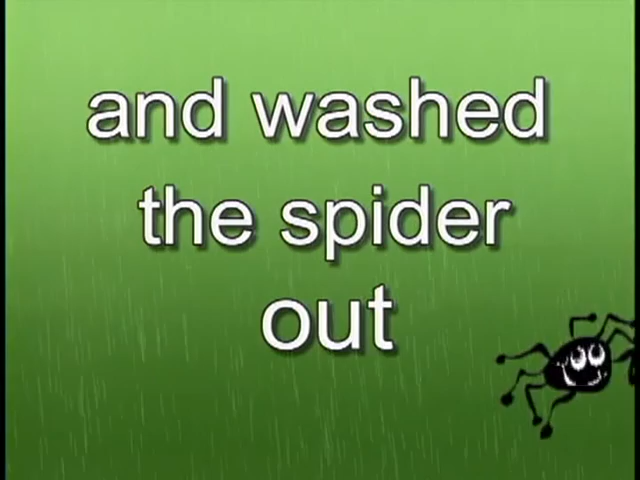 and washed
the spider
out